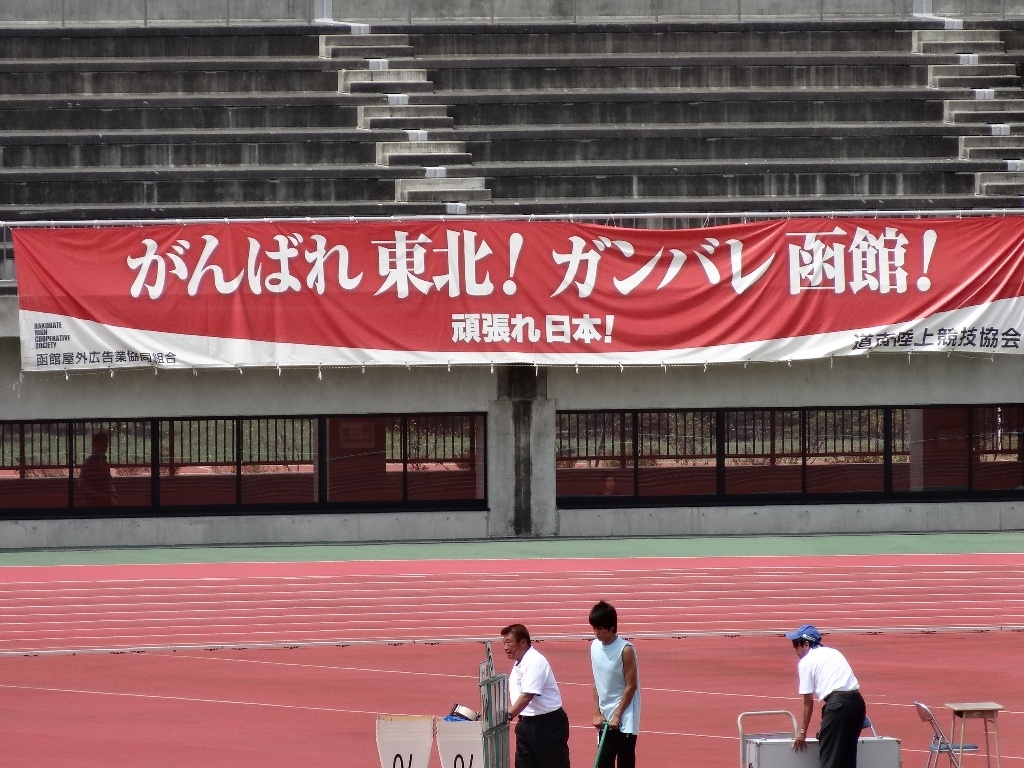 がんばれ 東北！ ガンバレ 函館！
頑張れ 日本！
HAKODATE
SIGN
COOPERATIVE
SOCIETY
函館屋外広告業協同組合
道南陸上競技協会